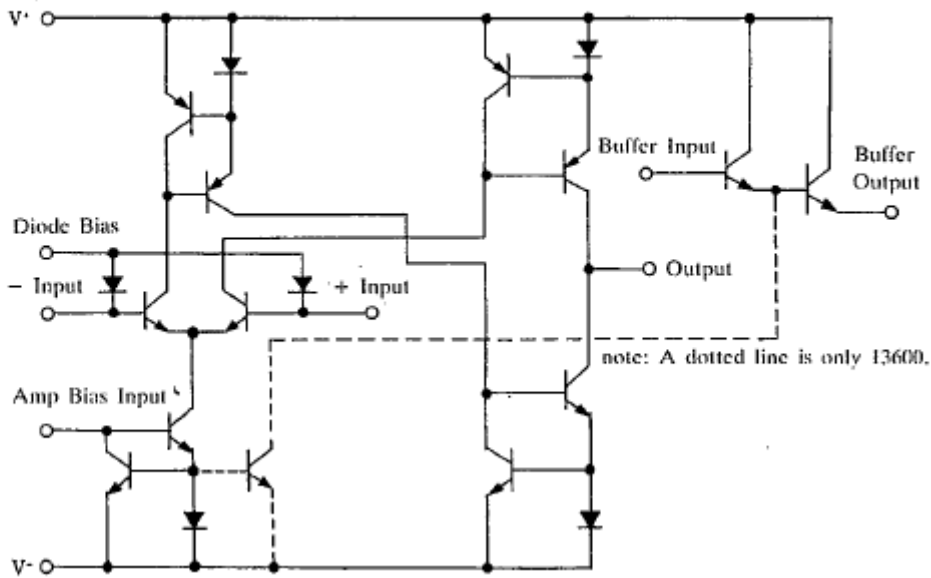 V+
Buffer Input
Buffer
Output
Diode Bias
- Input
+ Input
Output
note: A dotted line is only 13600.
Amp Bias Input
V-